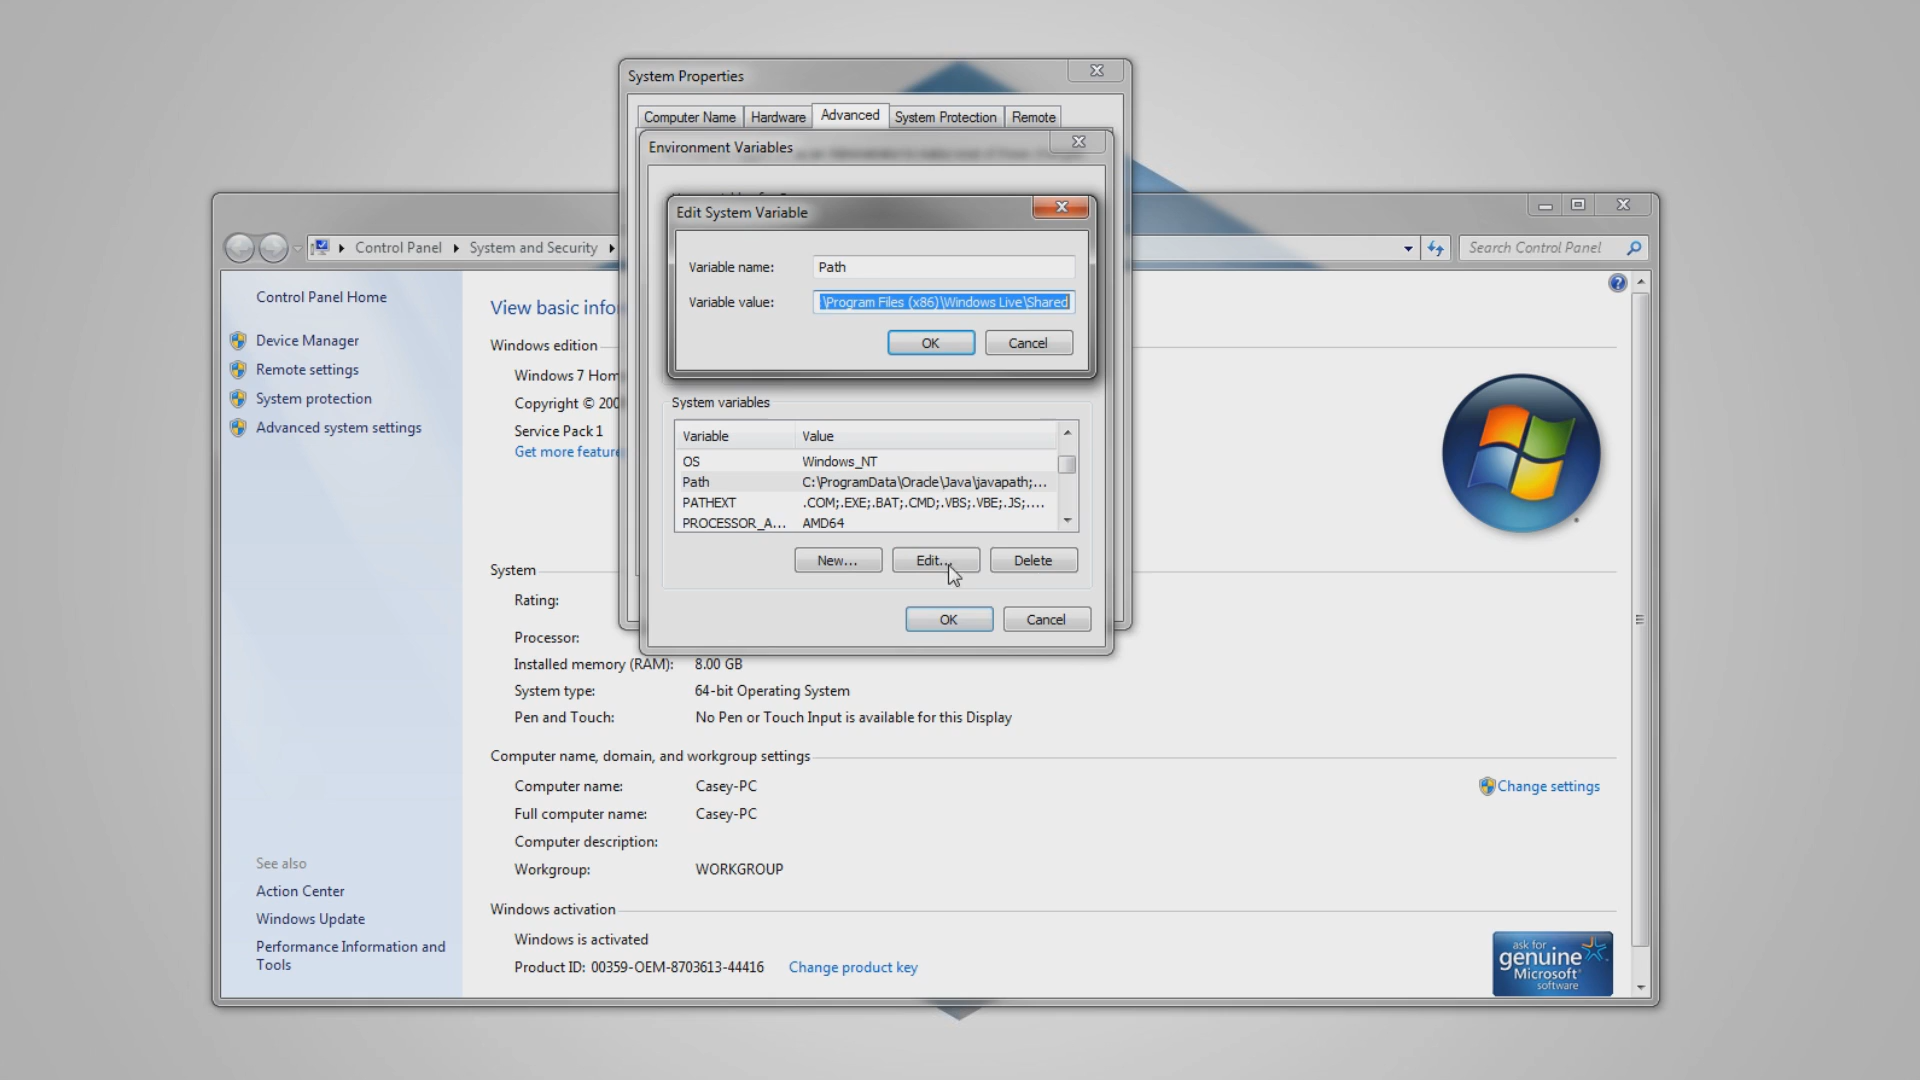 System Properties
Computer Name
Hardware
Advanced
System Protection
Remote
Environment Variables
Edit System Variable
Variable name:
Path
Variable value:
\Program Files (x86)\Windows Live\Shared
OK
Cancel
System variables
Variable
Value
OS
Windows_NT
Path
C:\ProgramData\Oracle\Java\javapath;...
PATHEXT
.COM;.EXE;.BAT;.CMD;.VBS;.VBE;.JS;....
PROCESSOR_A...
AMD64
New...
Edit...
Delete
OK
Cancel
Control Panel
System and Security
Search Control Panel
Control Panel Home
Device Manager
Remote settings
System protection
Advanced system settings
See also
Action Center
Windows Update
Performance Information and
Tools
View basic info
Windows edition
Windows 7 Hom
Copyright © 200
Service Pack 1
Get more feature
System
Rating:
Processor:
Installed memory (RAM):
8.00 GB
System type:
64-bit Operating System
Pen and Touch:
No Pen or Touch Input is available for this Display
Computer name, domain, and workgroup settings
Computer name:
Casey-PC
Change settings
Full computer name:
Casey-PC
Computer description:
Workgroup:
WORKGROUP
Windows activation
Windows is activated
Product ID: 00359-OEM-8703613-44416
Change product key
ask for
genuine
Microsoft
software